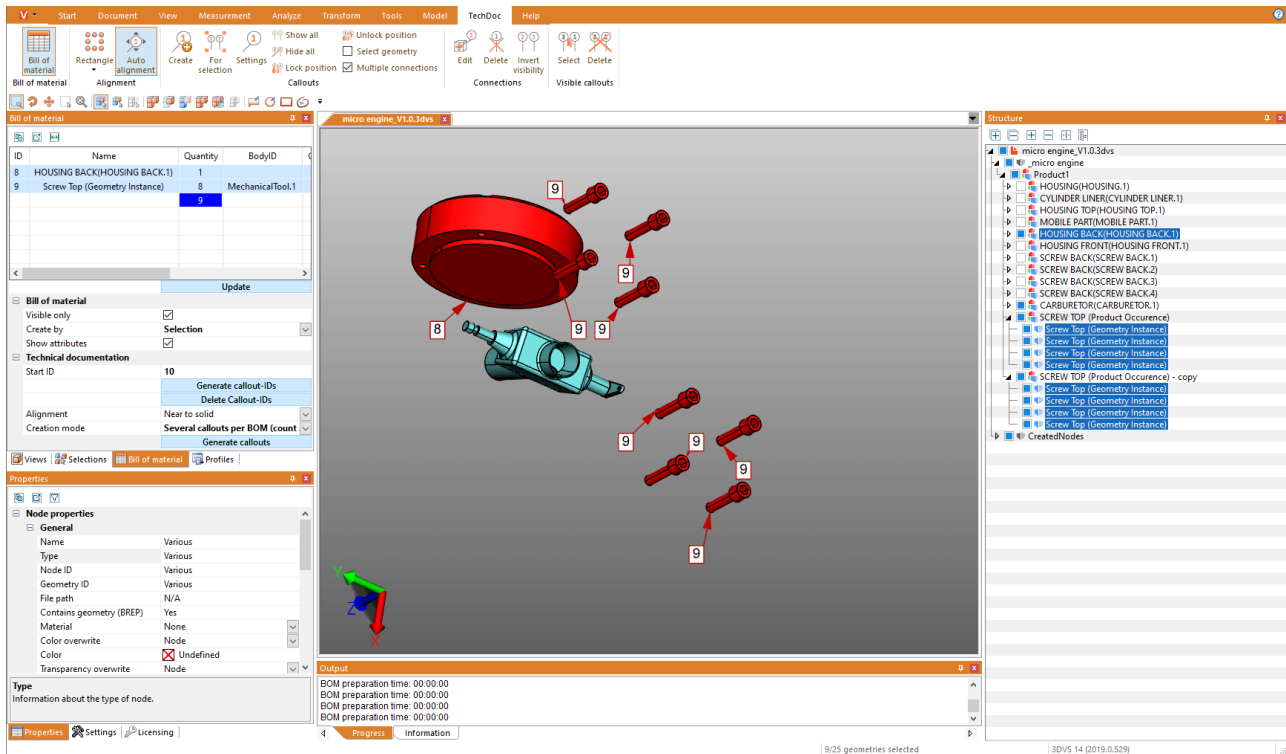 Start Document View Measurement Analyze Transform Tools Model TechDoc Help
Bill of material
Rectangle
Auto alignment
Create
For selection
Settings
Show all
Hide all
Lock position
Unlock position
Select geometry
Multiple connections
Edit
Delete
Invert visibility
Select
Delete
Bill of material
Alignment
Callouts
Connections
Visible callouts
Bill of material
ID Name Quantity BodyID
8 HOUSING BACK(HOUSING BACK.1) 1
9 Screw Top (Geometry Instance) 8 MechanicalTool.1
9
Update
Bill of material
Visible only
Create by Selection
Show attributes
Technical documentation
Start ID 10
Generate callout-IDs
Delete Callout-IDs
Alignment Near to solid
Creation mode Several callouts per BOM (count
Generate callouts
Views Selections Bill of material Profiles
Properties
Node properties
General
Name Various
Type Various
Node ID Various
Geometry ID Various
File path N/A
Contains geometry (BREP) Yes
Material None
Color overwrite Node
Color Undefined
Transparency overwrite Node
Type
Information about the type of node.
Properties Settings Licensing
micro engine_V1.0.3dvs
9
9
9
8
9
9
9
9
9
9
Y
Z
X
Output
BOM preparation time: 00:00:00
BOM preparation time: 00:00:00
BOM preparation time: 00:00:00
BOM preparation time: 00:00:00
Progress Information
Structure
micro engine_V1.0.3dvs
_micro engine
Product1
HOUSING(HOUSING.1)
CYLINDER LINER(CYLINDER LINER.1)
HOUSING TOP(HOUSING TOP.1)
MOBILE PART(MOBILE PART.1)
HOUSING BACK(HOUSING BACK.1)
HOUSING FRONT(HOUSING FRONT.1)
SCREW BACK(SCREW BACK.1)
SCREW BACK(SCREW BACK.2)
SCREW BACK(SCREW BACK.3)
SCREW BACK(SCREW BACK.4)
CARBURETOR(CARBURETOR.1)
SCREW TOP (Product Occurence)
Screw Top (Geometry Instance)
Screw Top (Geometry Instance)
Screw Top (Geometry Instance)
Screw Top (Geometry Instance)
SCREW TOP (Product Occurence) - copy
Screw Top (Geometry Instance)
Screw Top (Geometry Instance)
Screw Top (Geometry Instance)
Screw Top (Geometry Instance)
CreatedNodes
9/25 geometries selected
3DVS 14 (2019.0.529)